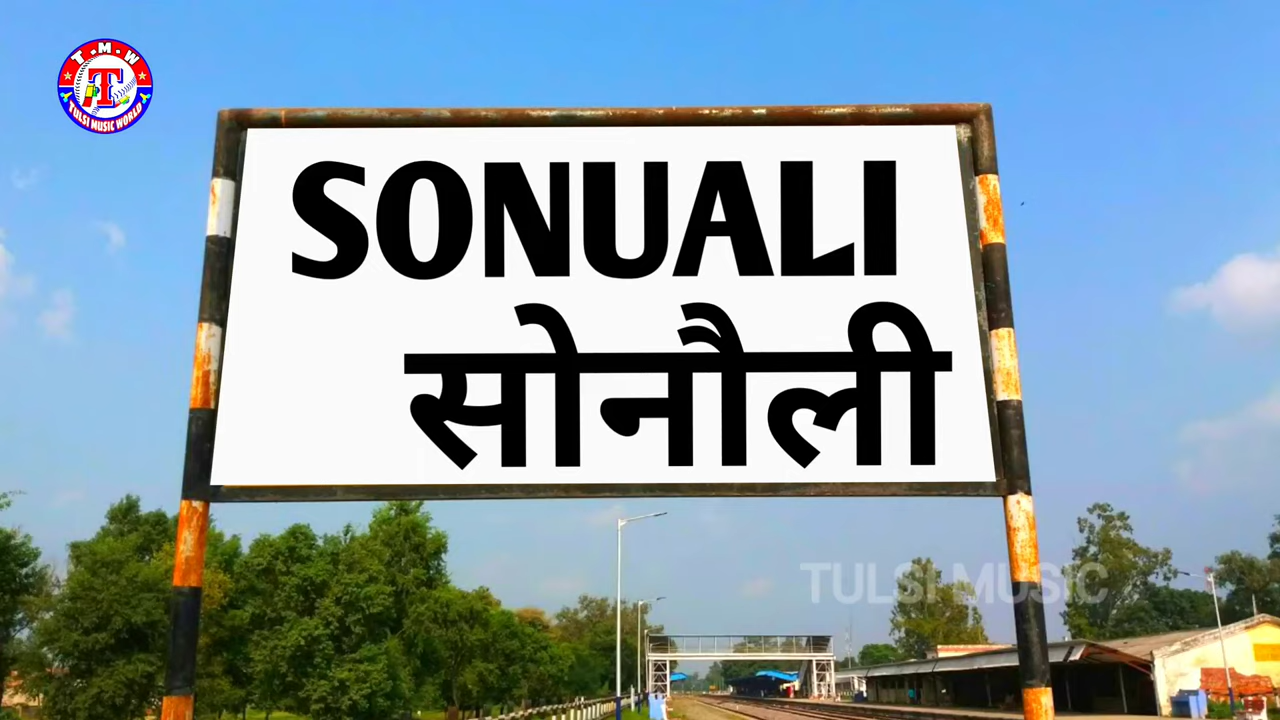 T.M.W
T
TULSI MUSIC WORLD
SONUALI
सोनौली
TULSI MUSIC